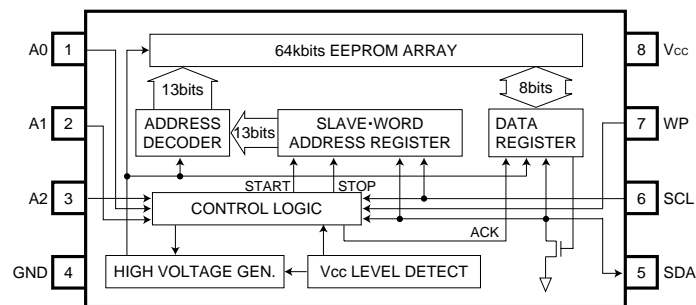 A0 1 64kbits EEPROM ARRAY 8 Vcc
13bits 8bits
A1 2 ADDRESS DECODER 13bits SLAVE・WORD ADDRESS REGISTER DATA REGISTER 7 WP
START STOP
A2 3 CONTROL LOGIC 6 SCL
ACK
GND 4 HIGH VOLTAGE GEN. Vcc LEVEL DETECT 5 SDA